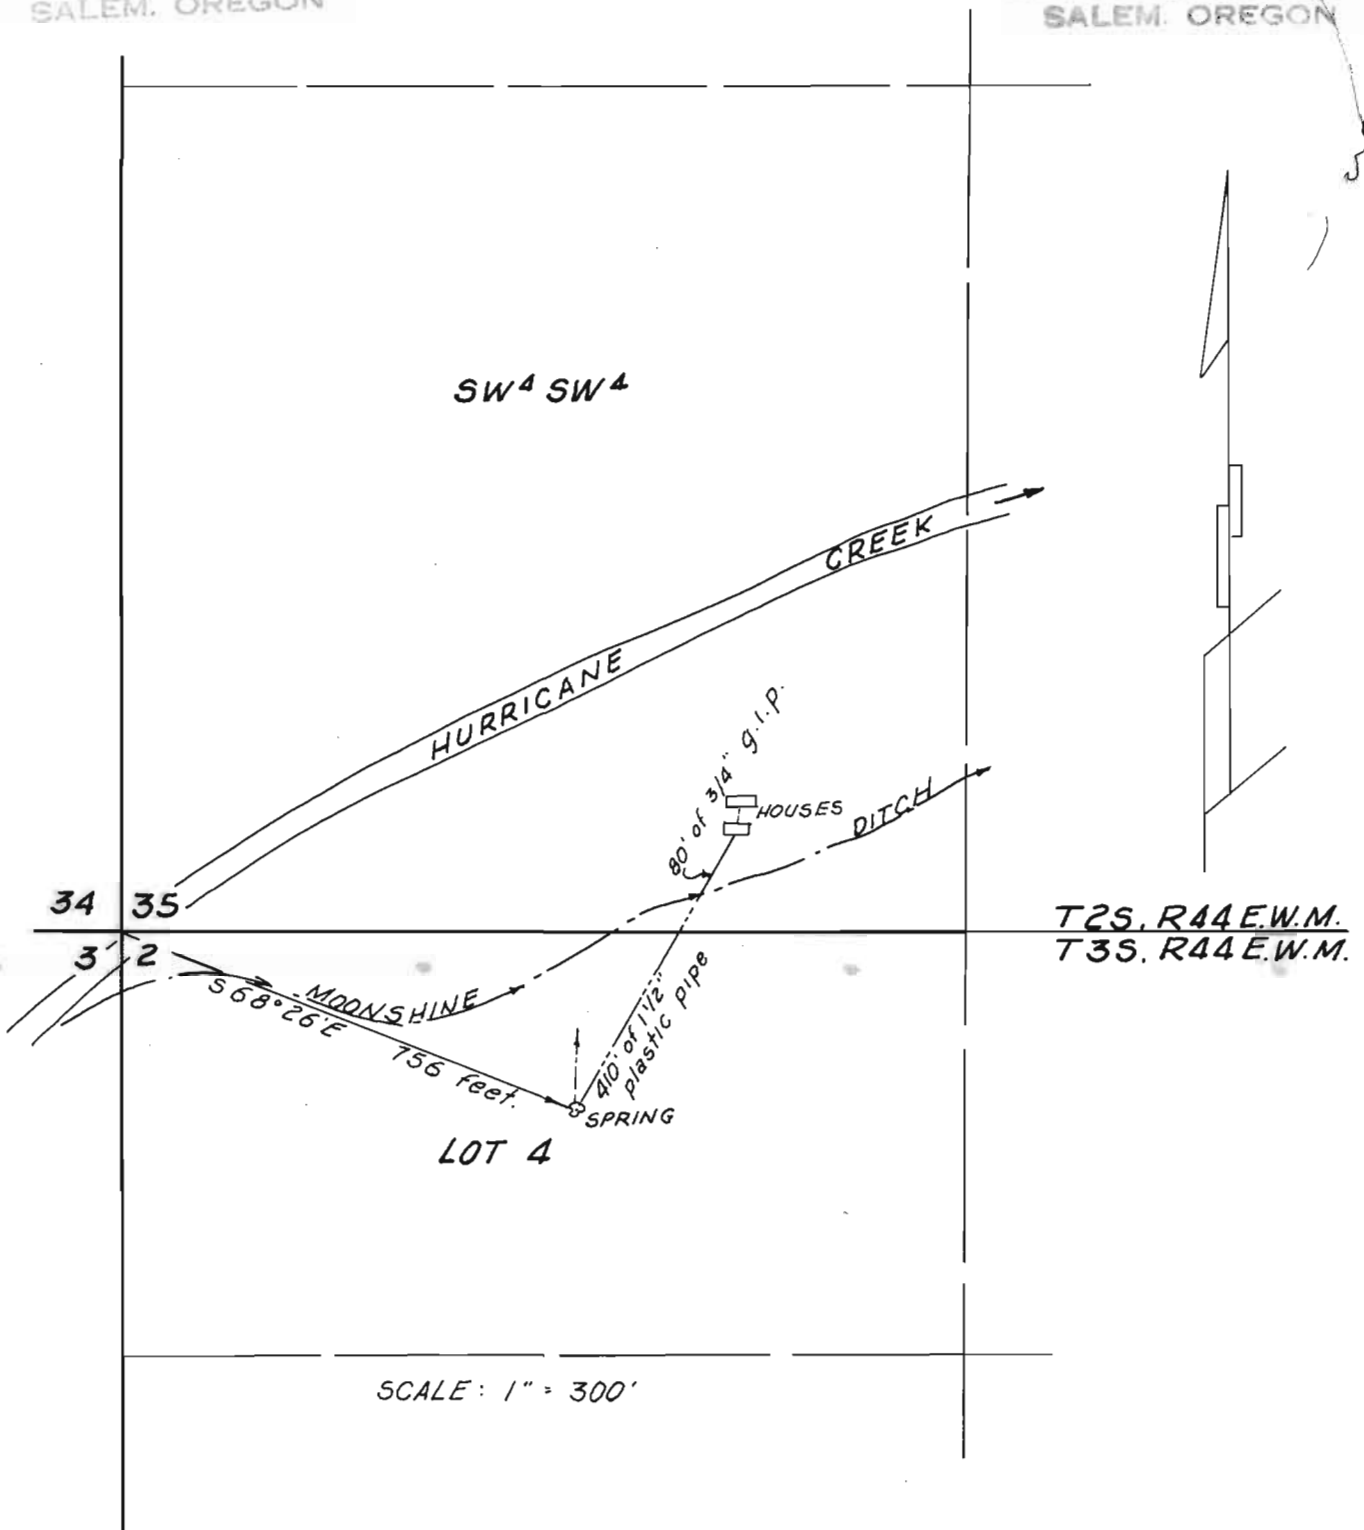 SALEM. OREGON
SALEM. OREGON
SW⁴ SW⁴
HURRICANE CREEK
80' of 3/4" g.i.p.
HOUSES
DITCH
34 35
T2S, R44E.W.M.
3 2
T3S, R44E.W.M.
S68°26'E
756 feet.
MOONSHINE
410' of 1 1/2"
plastic pipe
SPRING
LOT 4
SCALE: 1" = 300'